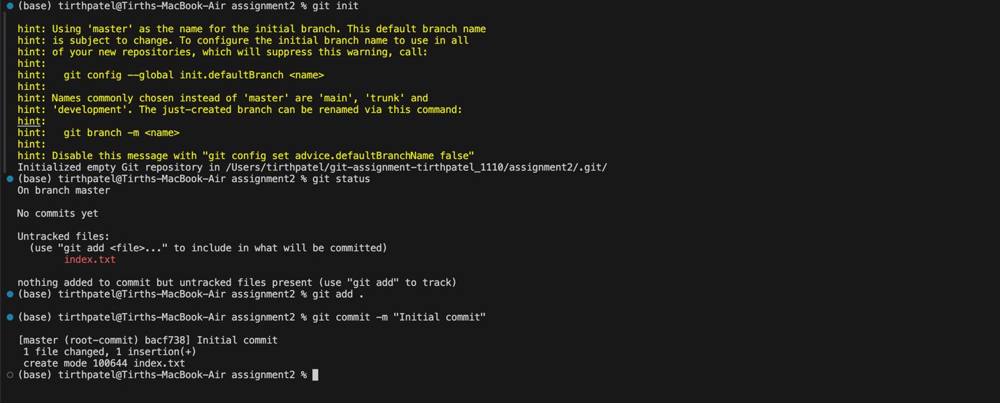 (base) tirthpatel@Tirths-MacBook-Air assignment2 % git init
hint: Using 'master' as the name for the initial branch. This default branch name
hint: is subject to change. To configure the initial branch name to use in all
hint: of your new repositories, which will suppress this warning, call:
hint:
hint:   git config --global init.defaultBranch <name>
hint:
hint: Names commonly chosen instead of 'master' are 'main', 'trunk' and
hint: 'development'. The just-created branch can be renamed via this command:
hint:
hint:   git branch -m <name>
hint:
hint: Disable this message with "git config set advice.defaultBranchName false"
Initialized empty Git repository in /Users/tirthpatel/git-assignment-tirthpatel_1110/assignment2/.git/
(base) tirthpatel@Tirths-MacBook-Air assignment2 % git status
On branch master
No commits yet
Untracked files:
  (use "git add <file>..." to include in what will be committed)
        index.txt
nothing added to commit but untracked files present (use "git add" to track)
(base) tirthpatel@Tirths-MacBook-Air assignment2 % git add .
(base) tirthpatel@Tirths-MacBook-Air assignment2 % git commit -m "Initial commit"
[master (root-commit) bacf738] Initial commit
 1 file changed, 1 insertion(+)
 create mode 100644 index.txt
(base) tirthpatel@Tirths-MacBook-Air assignment2 %